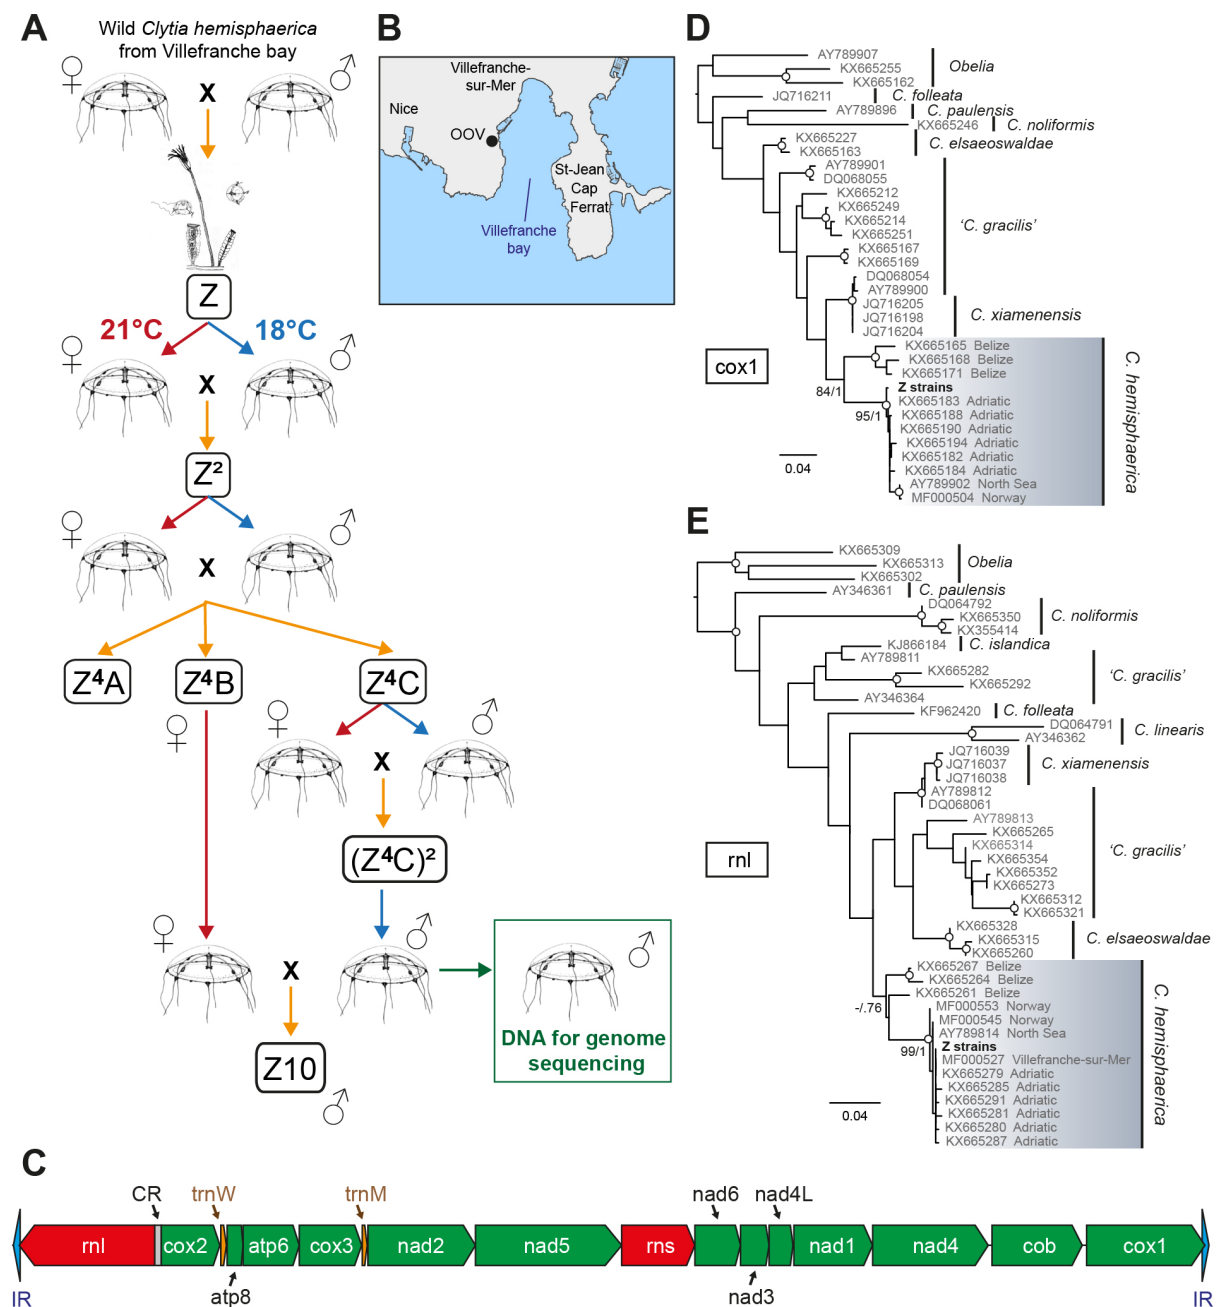 A
Wild Clytia hemisphaerica
from Villefranche bay
♀
X
♂
Z
21°C
18°C
♀
X
♂
Z²
♀
X
♂
Z⁴A
Z⁴B
Z⁴C
♀
♀
X
♂
(Z⁴C)²
♀
X
♂
♂
DNA for genome
sequencing
Z10
♂
B
Villefranche-
sur-Mer
Nice
OOV
St-Jean
Cap
Ferrat
Villefranche
bay
D
AY789907
KX665255
KX665162
Obelia
JQ716211
C. folleata
AY789896
C. paulensis
KX665246
C. noliformis
KX665227
KX665163
C. elsaeoswaldae
AY789901
DQ068055
KX665212
KX665249
KX665214
KX665251
KX665167
KX665169
DQ068054
AY789900
'C. gracilis'
JQ716205
JQ716198
JQ716204
C. xiamenensis
KX665165 Belize
KX665168 Belize
KX665171 Belize
Z strains
KX665183 Adriatic
KX665188 Adriatic
KX665190 Adriatic
KX665194 Adriatic
KX665182 Adriatic
KX665184 Adriatic
AY789902 North Sea
MF000504 Norway
C. hemisphaerica
cox1
84/1
95/1
0.04
E
KX665309
KX665313
KX665302
Obelia
AY346361
C. paulensis
DQ064792
KX665350
KX355414
C. noliformis
KJ866184
C. islandica
AY789811
KX665282
KX665292
AY346364
'C. gracilis'
KF962420
C. folleata
DQ064791
AY346362
C. linearis
JQ716039
JQ716037
JQ716038
C. xiamenensis
AY789812
DQ068061
AY789813
KX665265
KX665314
KX665354
KX665352
KX665273
KX665312
KX665321
'C. gracilis'
KX665328
KX665315
KX665260
C. elsaeoswaldae
KX665267 Belize
KX665264 Belize
KX665261 Belize
MF000553 Norway
MF000545 Norway
AY789814 North Sea
Z strains
MF000527 Villefranche-sur-Mer
KX665279 Adriatic
KX665285 Adriatic
KX665291 Adriatic
KX665281 Adriatic
KX665280 Adriatic
KX665287 Adriatic
C. hemisphaerica
rnl
-/.76
99/1
0.04
C
CR
trnW
trnM
nad6
nad4L
rnl
cox2
atp6
cox3
nad2
nad5
rns
nad1
nad4
cob
cox1
IR
atp8
nad3
IR